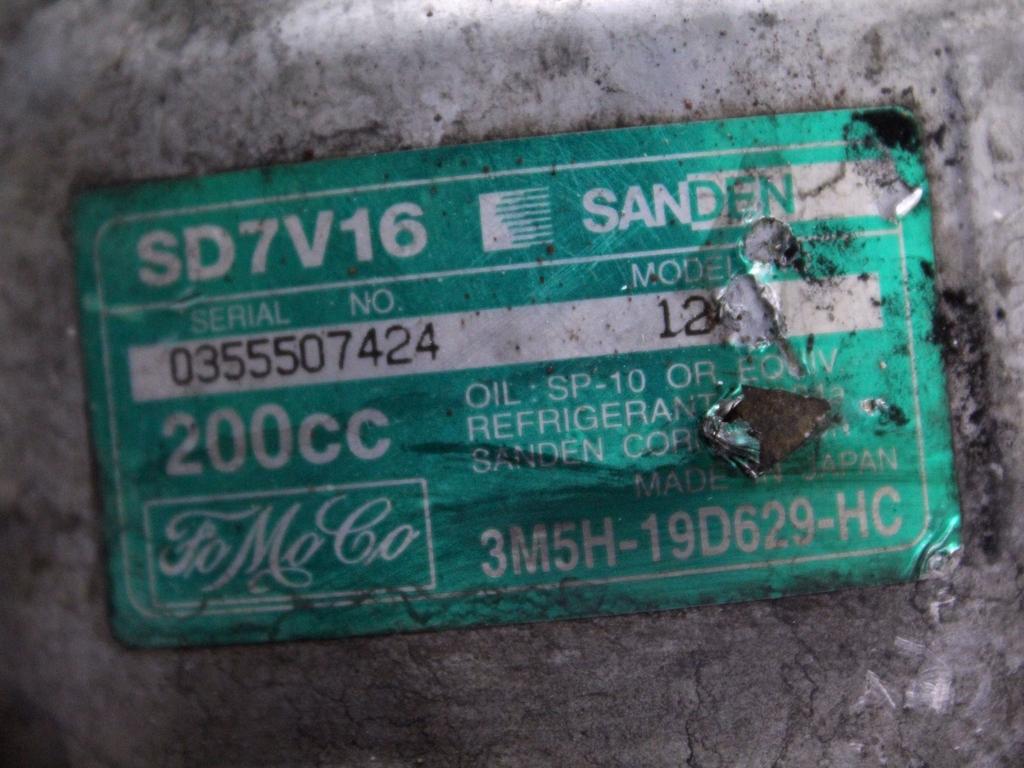 SD7V16 SANDEN
SERIAL NO. MODEL
0355507424
200cc
OIL : SP-10 OR EQUIV
REFRIGERANT
SANDEN
MADE IN JAPAN
FoMoCo
3M5H-19D629-HC